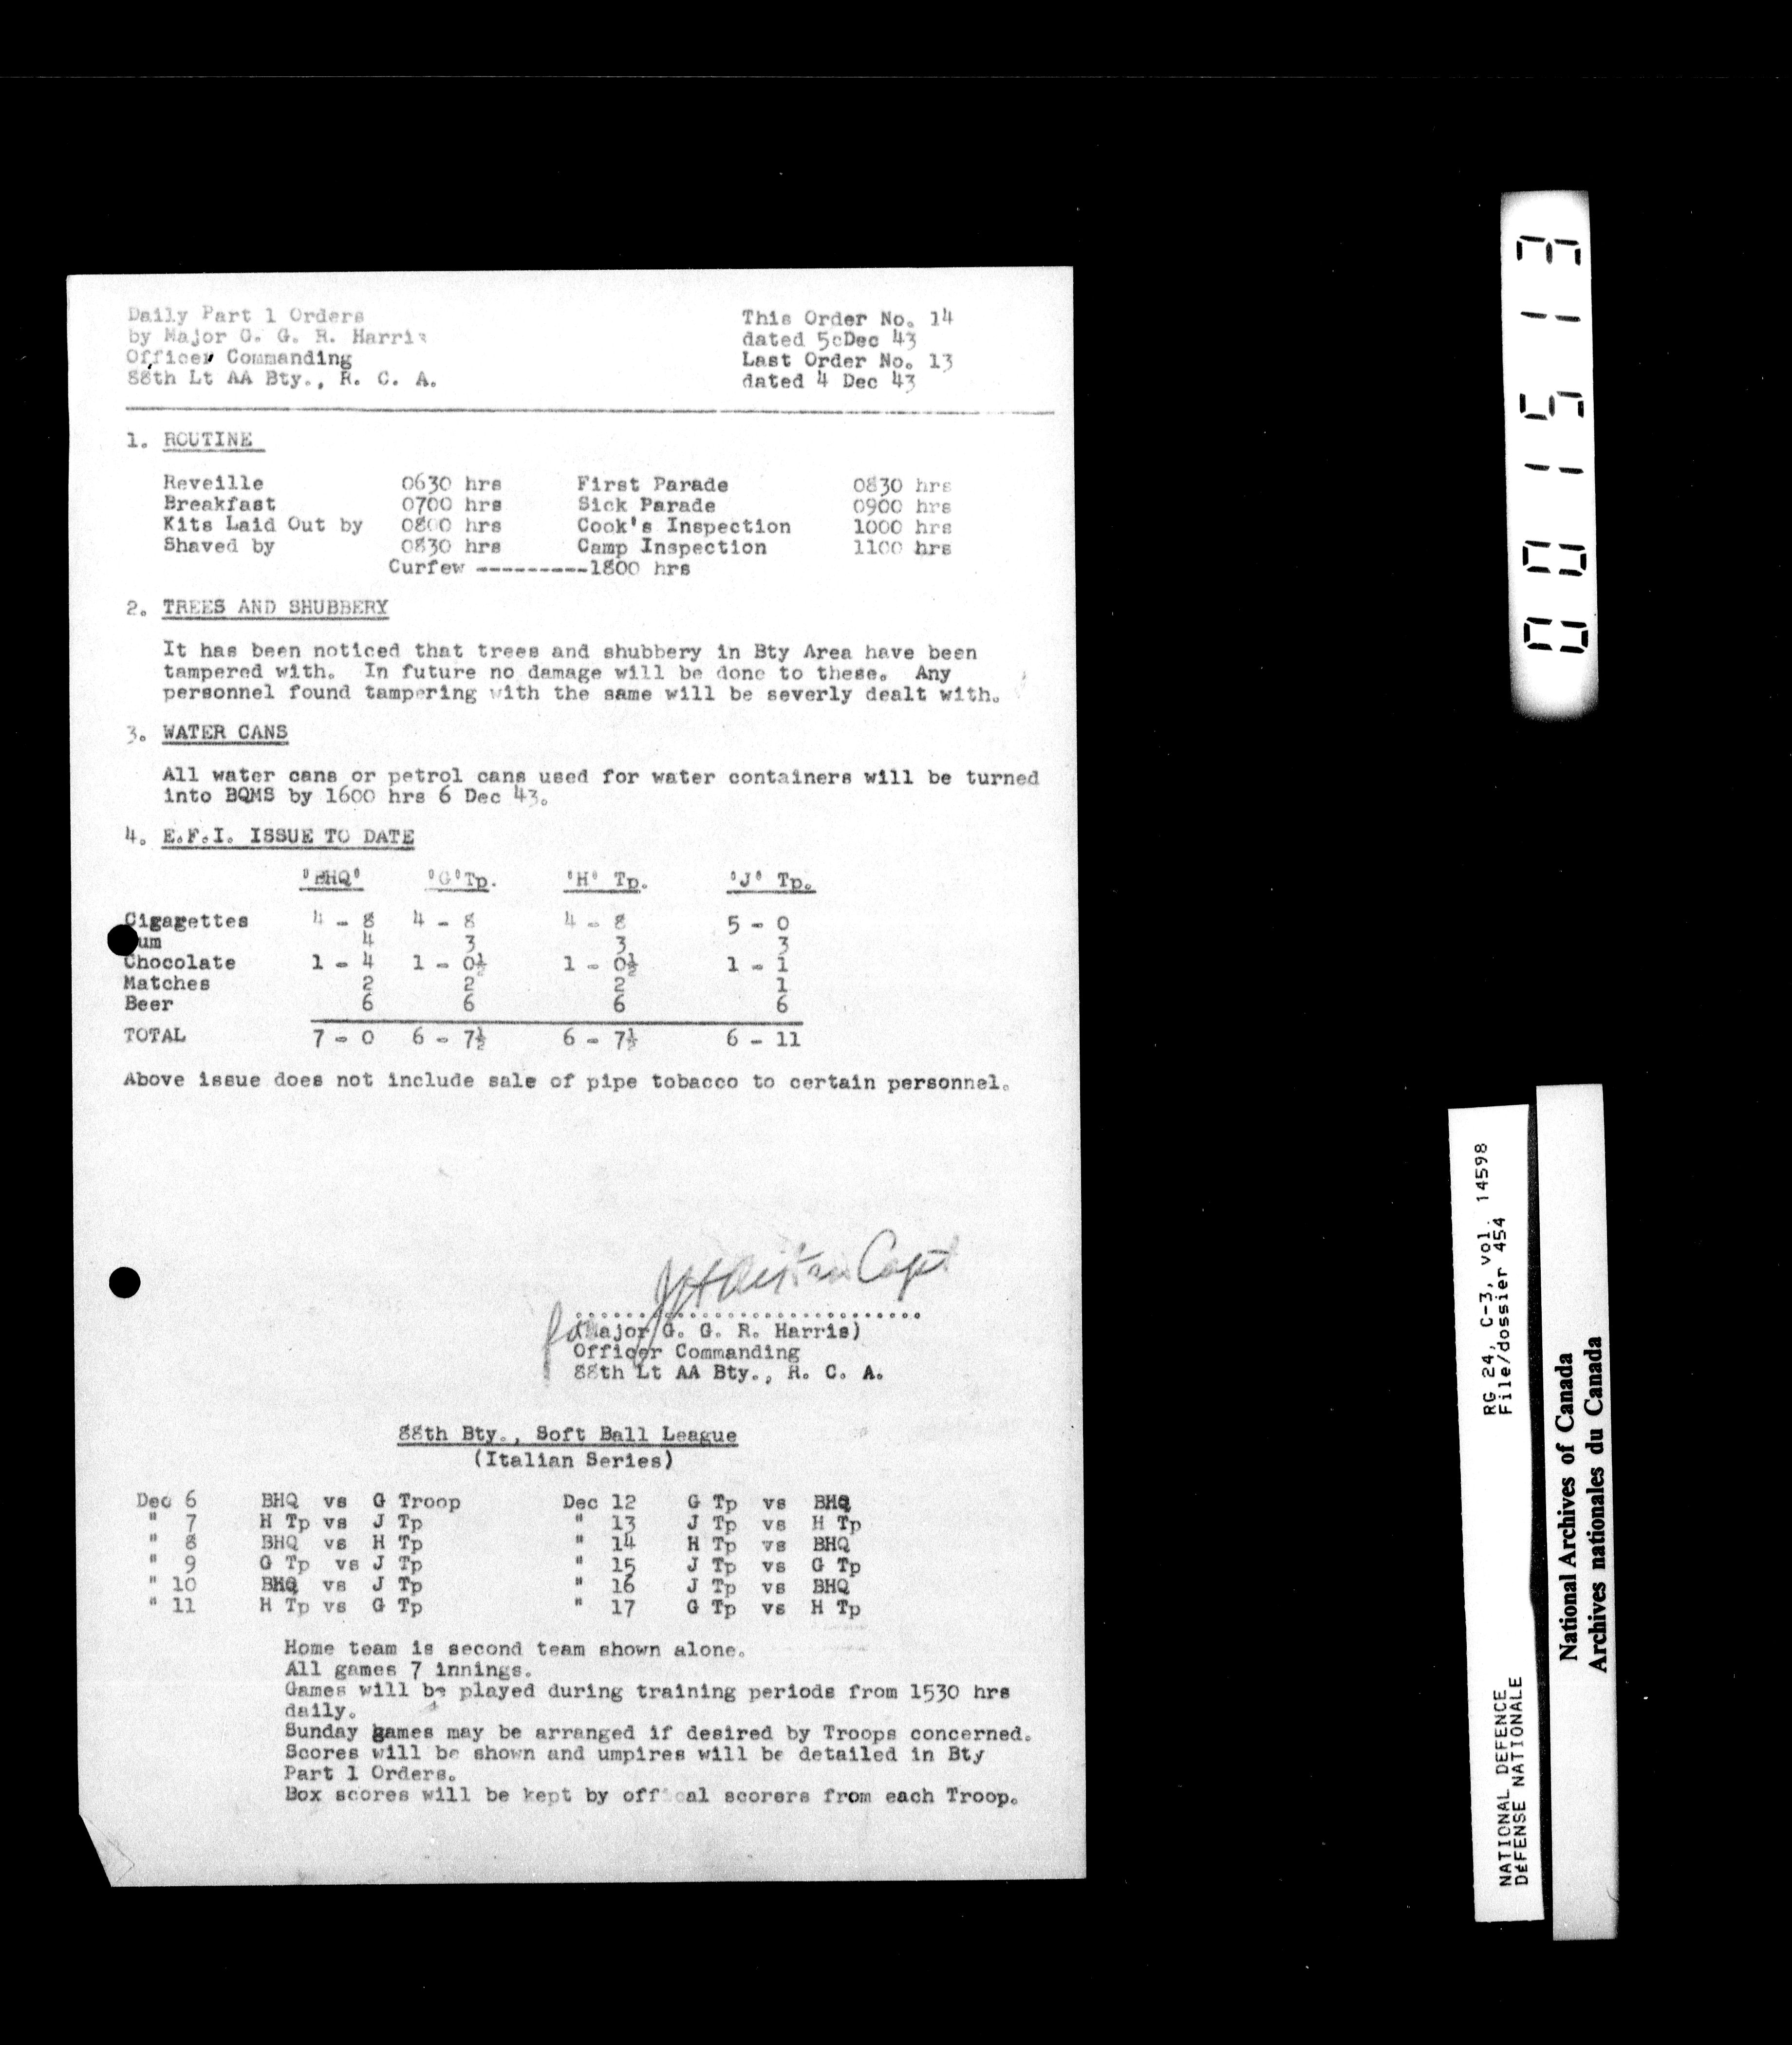 Daily Part 1 Orders
by Major G. G. R. Harris
Officer Commanding
88th Lt AA Bty., R. C. A.
This Order No. 14
dated 5cDec 43
Last Order No. 13
dated 4 Dec 43
1. ROUTINE
Reveille 0630 hrs First Parade 0830 hrs
Breakfast 0700 hrs Sick Parade 0900 hrs
Kits Laid Out by 0800 hrs Cook's Inspection 1000 hrs
Shaved by 0830 hrs Camp Inspection 1100 hrs
Curfew ---------1800 hrs
2. TREES AND SHUBBERY
It has been noticed that trees and shubbery in Bty Area have been
tampered with. In future no damage will be done to these. Any
personnel found tampering with the same will be severly dealt with.
3. WATER CANS
All water cans or petrol cans used for water containers will be turned
into BQMS by 1600 hrs 6 Dec 43.
4. E.F.I. ISSUE TO DATE
'BHQ' 'G'Tp. 'H' Tp. 'J' Tp.
Cigagettes 4 - 8 4 - 8 4 - 8 5 - 0
um 4 3 3 3
Chocolate 1 - 4 1 - 0½ 1 - 0½ 1 - 1
Matches 2 2 2 1
Beer 6 6 6 6
TOTAL 7 - 0 6 - 7½ 6 - 7½ 6 - 11
Above issue does not include sale of pipe tobacco to certain personnel.
Capt
for
(Major G. G. R. Harris)
Officer Commanding
88th Lt AA Bty., R. C. A.
88th Bty., Soft Ball League
(Italian Series)
Dec 6 BHQ vs G Troop Dec 12 G Tp vs BHQ
" 7 H Tp vs J Tp " 13 J Tp vs H Tp
" 8 BHQ vs H Tp " 14 H Tp vs BHQ
" 9 G Tp vs J Tp " 15 J Tp vs G Tp
" 10 BHQ vs J Tp " 16 J Tp vs BHQ
" 11 H Tp vs G Tp " 17 G Tp vs H Tp
Home team is second team shown alone.
All games 7 innings.
Games will be played during training periods from 1530 hrs
daily.
Sunday games may be arranged if desired by Troops concerned.
Scores will be shown and umpires will be detailed in Bty
Part 1 Orders.
Box scores will be kept by offical scorers from each Troop.
001513
RG 24, C-3, vol. 14598
File/dossier 454
NATIONAL DEFENCE
DÉFENSE NATIONALE
National Archives of Canada
Archives nationales du Canada